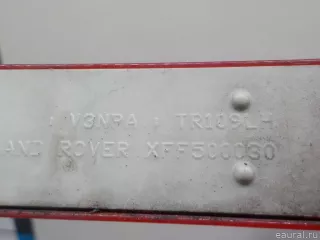 : V3NPA : TR109LH
AND ROVER XFF500030
© eaural.ru